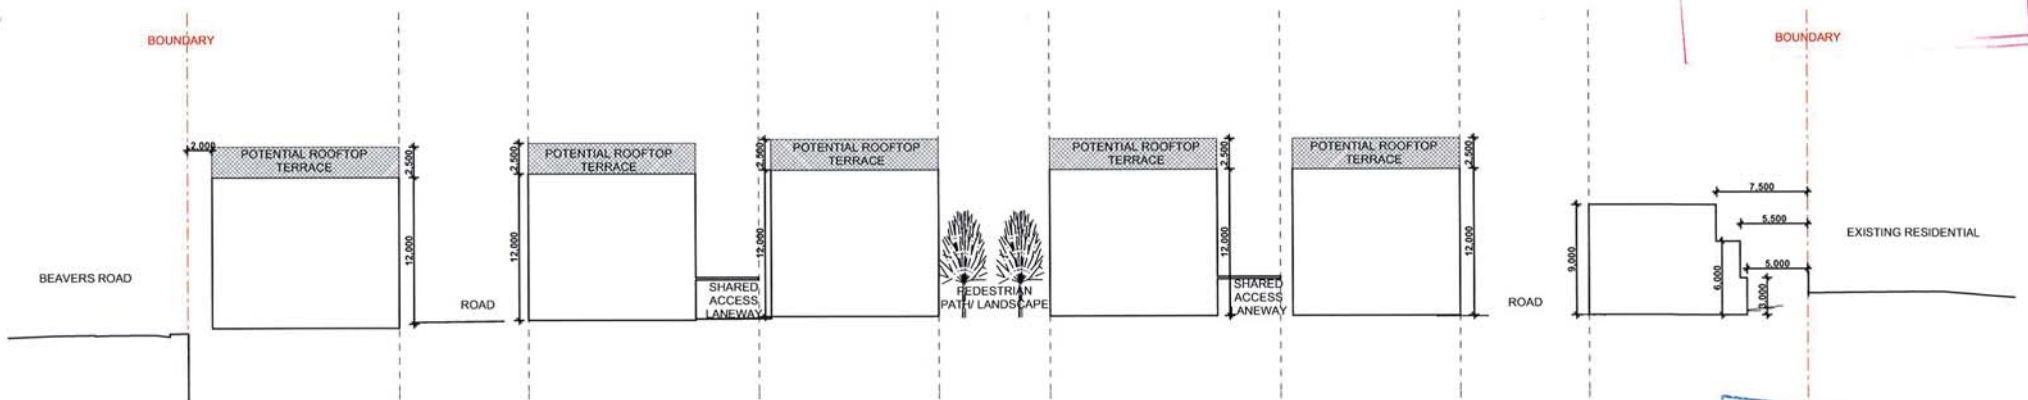 BOUNDARY
BOUNDARY
2,000
POTENTIAL ROOFTOP
TERRACE
2,500
12,000
BEAVERS ROAD
ROAD
2,500
POTENTIAL ROOFTOP
TERRACE
12,000
SHARED
ACCESS
LANEWAY
2,500
POTENTIAL ROOFTOP
TERRACE
12,000
PEDESTRIAN
PATH/ LANDSCAPE
POTENTIAL ROOFTOP
TERRACE
2,500
12,000
SHARED
ACCESS
LANEWAY
POTENTIAL ROOFTOP
TERRACE
2,500
12,000
ROAD
9,000
7,500
5,500
5,000
6,000
3,000
EXISTING RESIDENTIAL